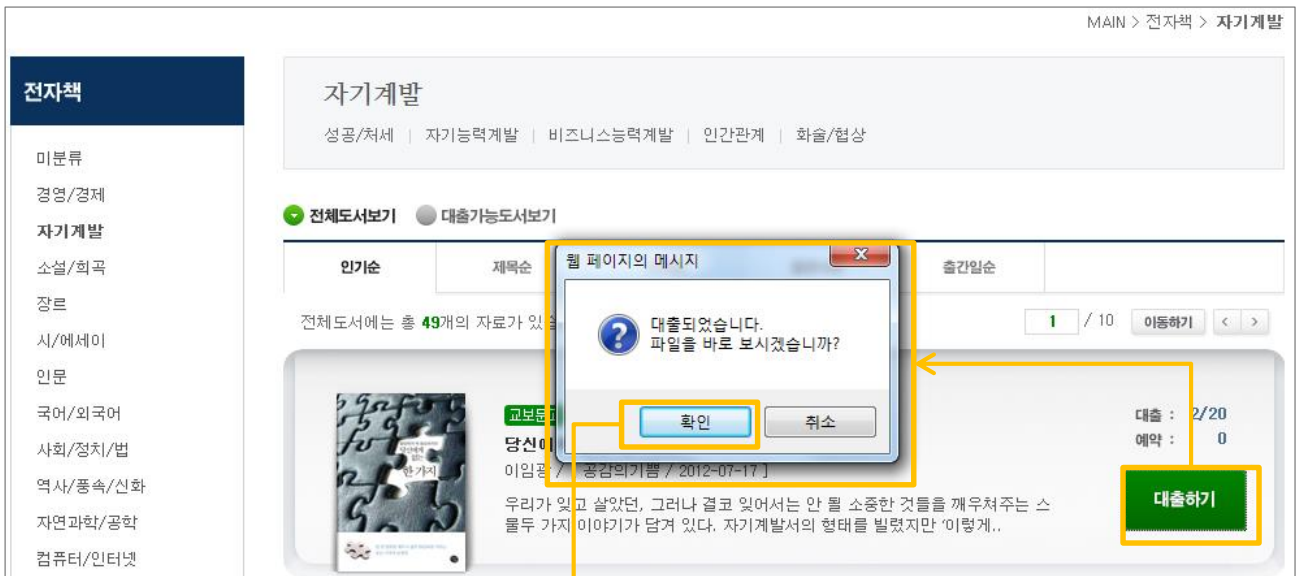 MAIN > 전자책 > 자기계발
전자책
미분류
경영/경제
자기계발
소설/희곡
장르
시/에세이
인문
국어/외국어
사회/정치/법
역사/풍속/신화
자연과학/공학
컴퓨터/인터넷
자기계발
성공/처세 | 자기능력계발 | 비즈니스능력계발 | 인간관계 | 화술/협상
전체도서보기 대출가능도서보기
인기순 제목순 출간일순
전체도서에는 총 49개의 자료가 있
1 / 10 이동하기 < >
웹 페이지의 메시지
대출되었습니다.
파일을 바로 보시겠습니까?
확인 취소
교보문고
당신에
이임광 / 공감의기쁨 / 2012-07-17 ]
우리가 잊고 살았던, 그러나 결코 잊어서는 안 될 소중한 것들을 깨우쳐주는 스
물두 가지 이야기가 담겨 있다. 자기계발서의 형태를 빌렸지만 '이렇게..
대출 : 2/20
예약 : 0
대출하기
한 가지